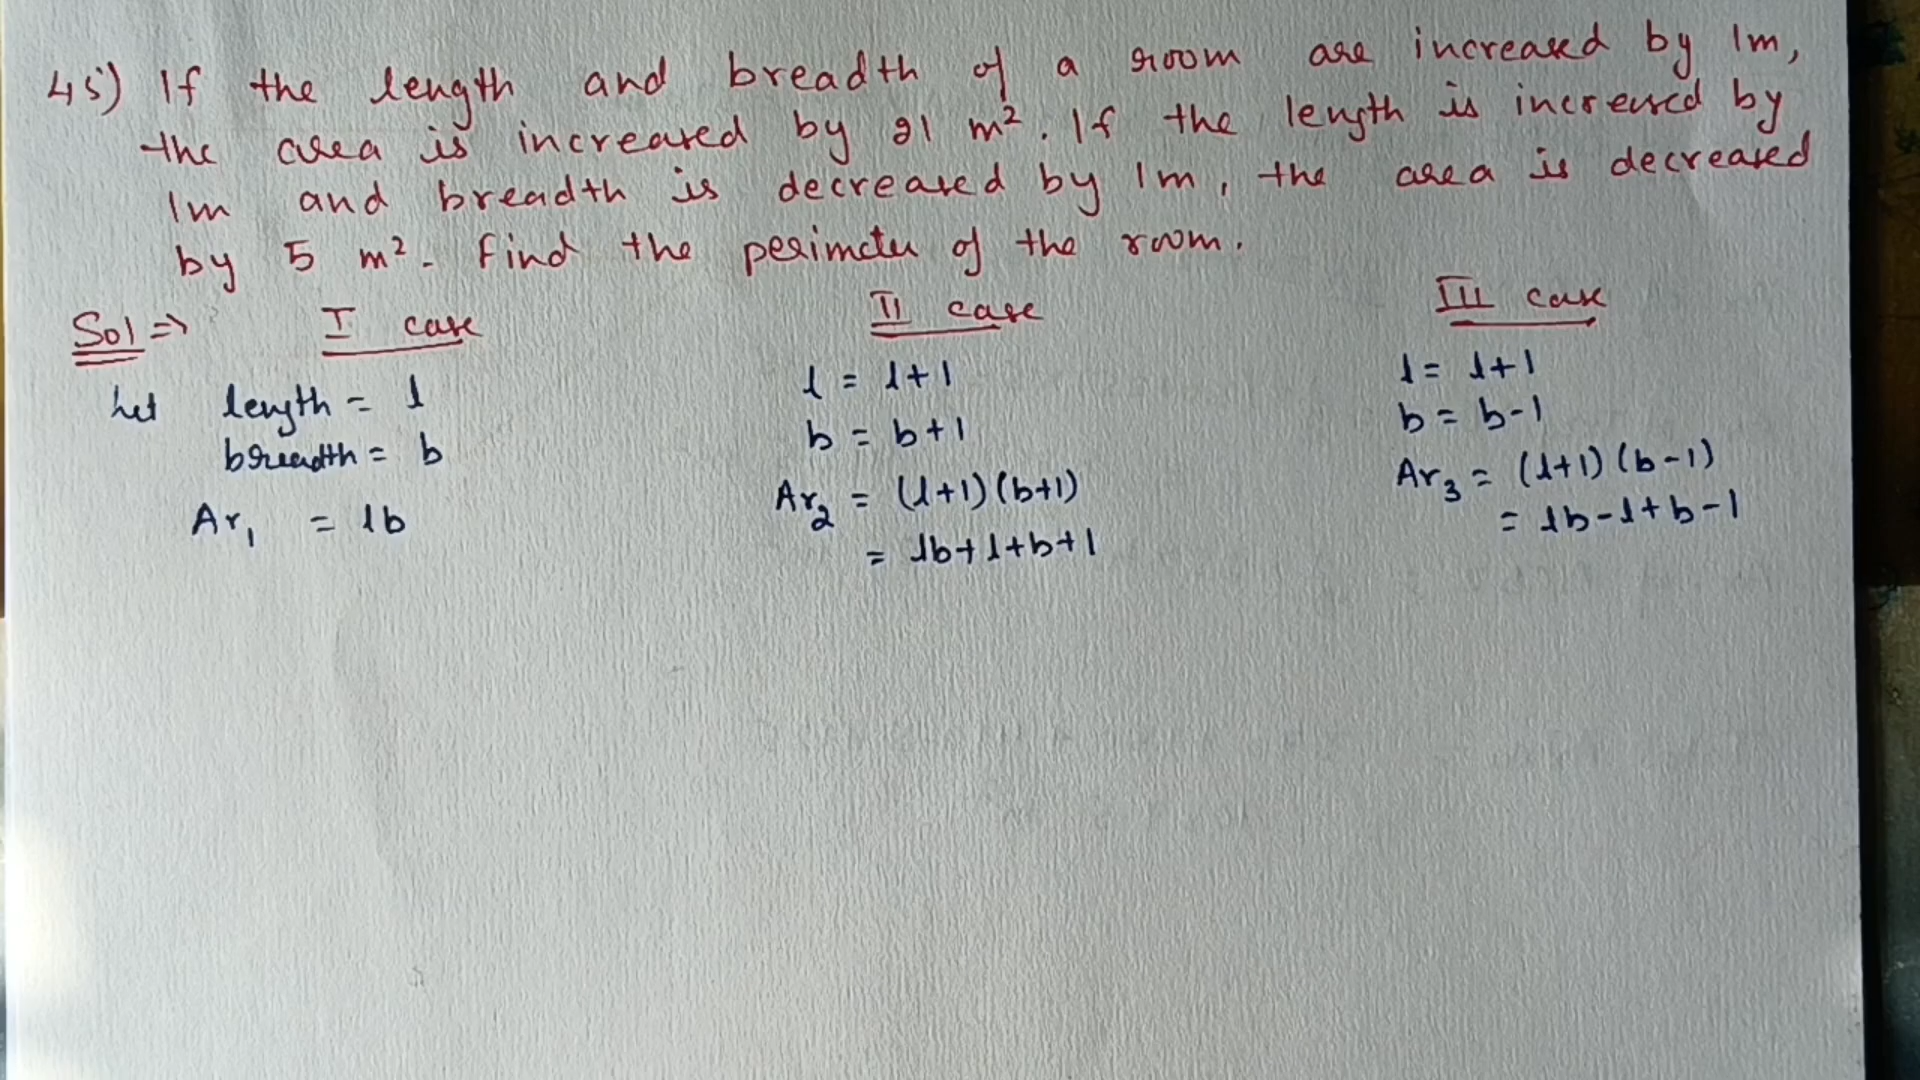 45) If the length and breadth of a room are increased by 1m,
the area is increased by 21 m². If the length is increased by
1m and breadth is decreased by 1m, the area is decreased
by 5 m². Find the perimeter of the room.
Sol => I case II case III case
Let length = l l = l+1 l = l+1
breadth = b b = b+1 b = b-1
Ar₁ = lb Ar₂ = (l+1)(b+1) Ar₃ = (l+1)(b-1)
= lb+l+b+1 = lb-l+b-1